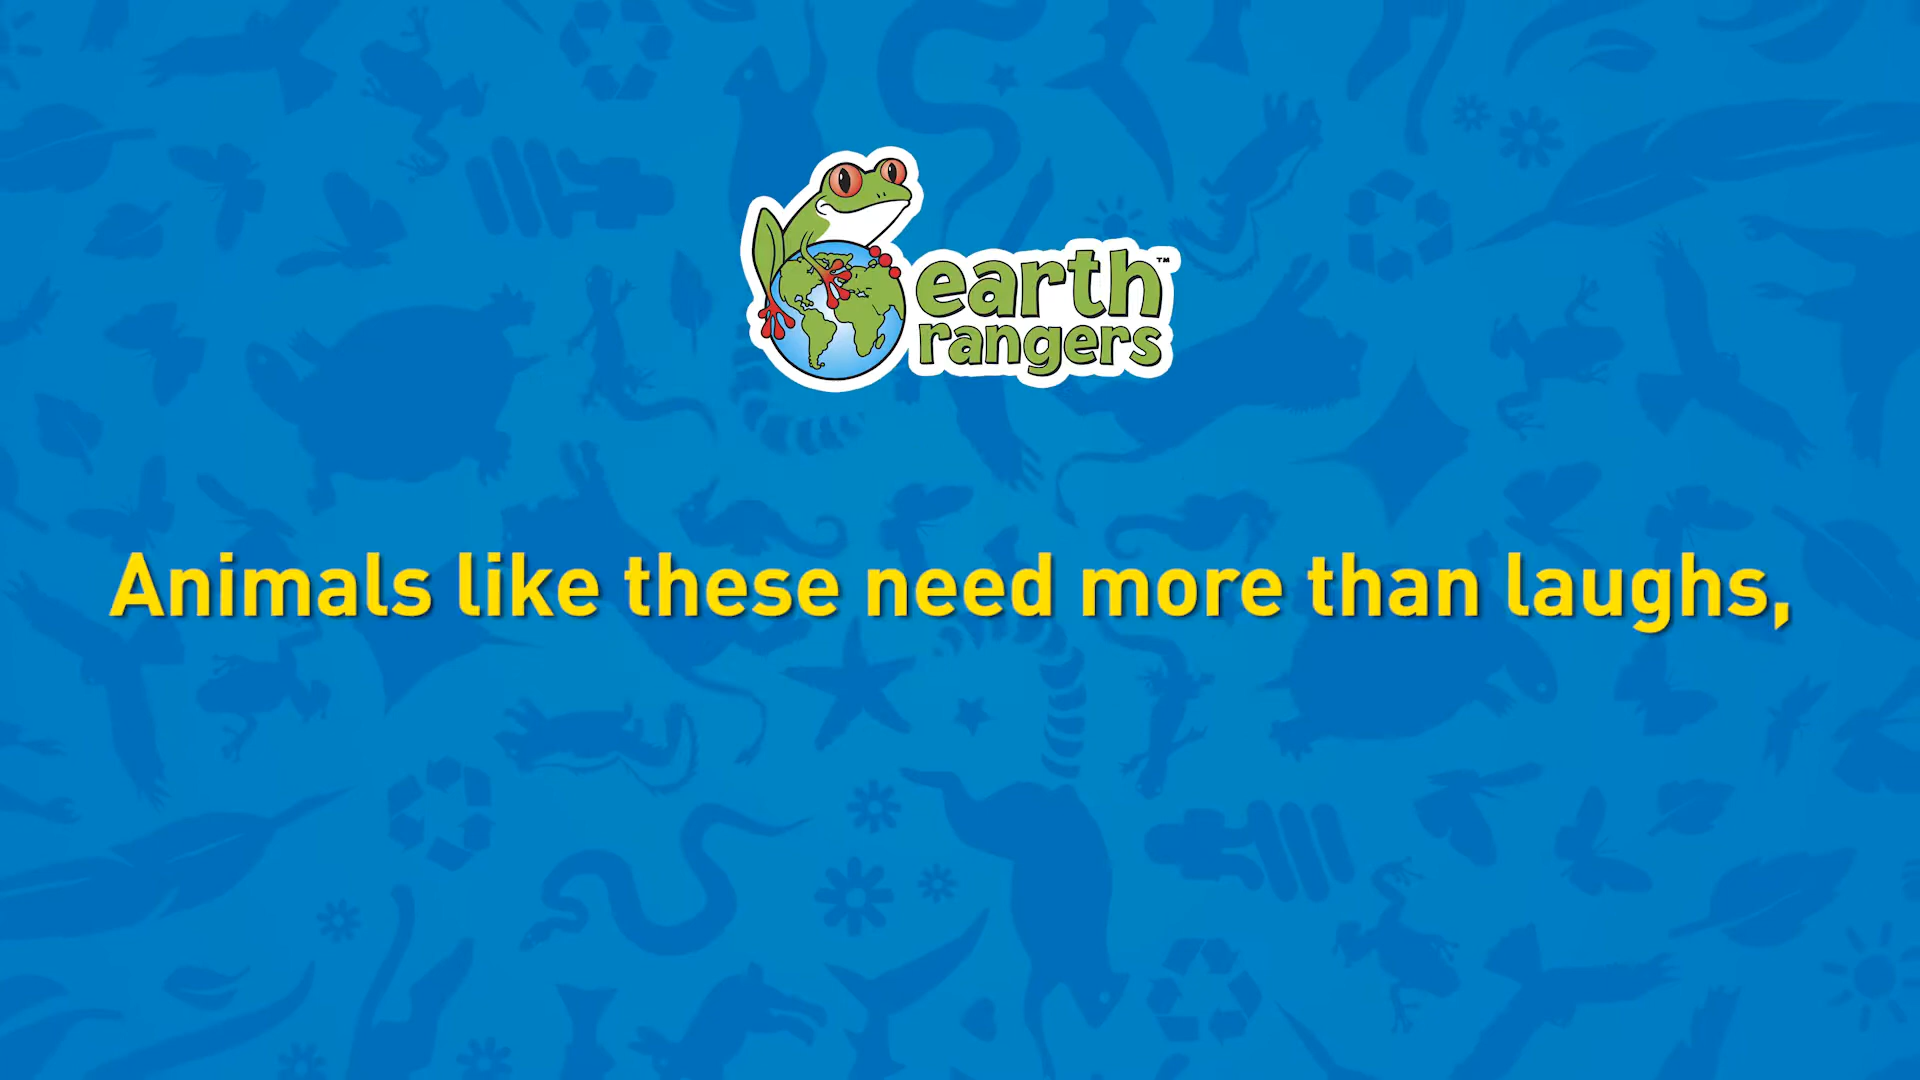 earth™
rangers
Animals like these need more than laughs,